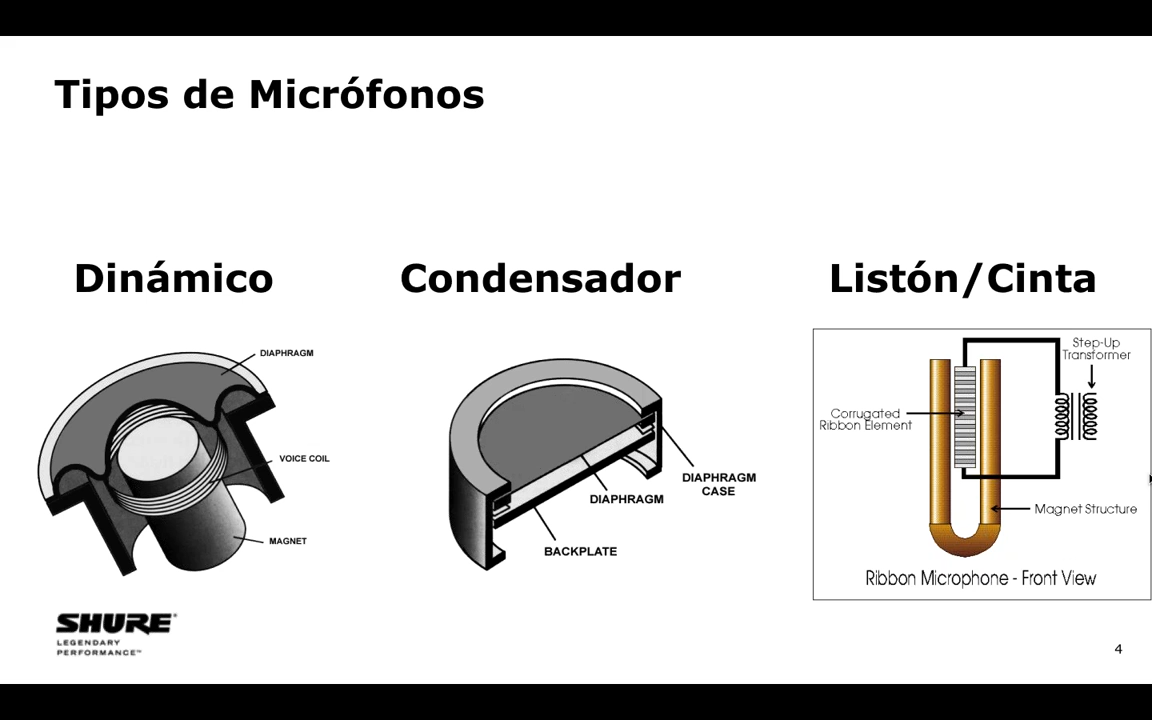 Tipos de Micrófonos
Dinámico
Condensador
Listón/Cinta
DIAPHRAGM
VOICE COIL
MAGNET
DIAPHRAGM
CASE
DIAPHRAGM
BACKPLATE
Step-Up
Transformer
Corrugated
Ribbon Element
Magnet Structure
Ribbon Microphone - Front View
SHURE®
LEGENDARY
PERFORMANCE™
4